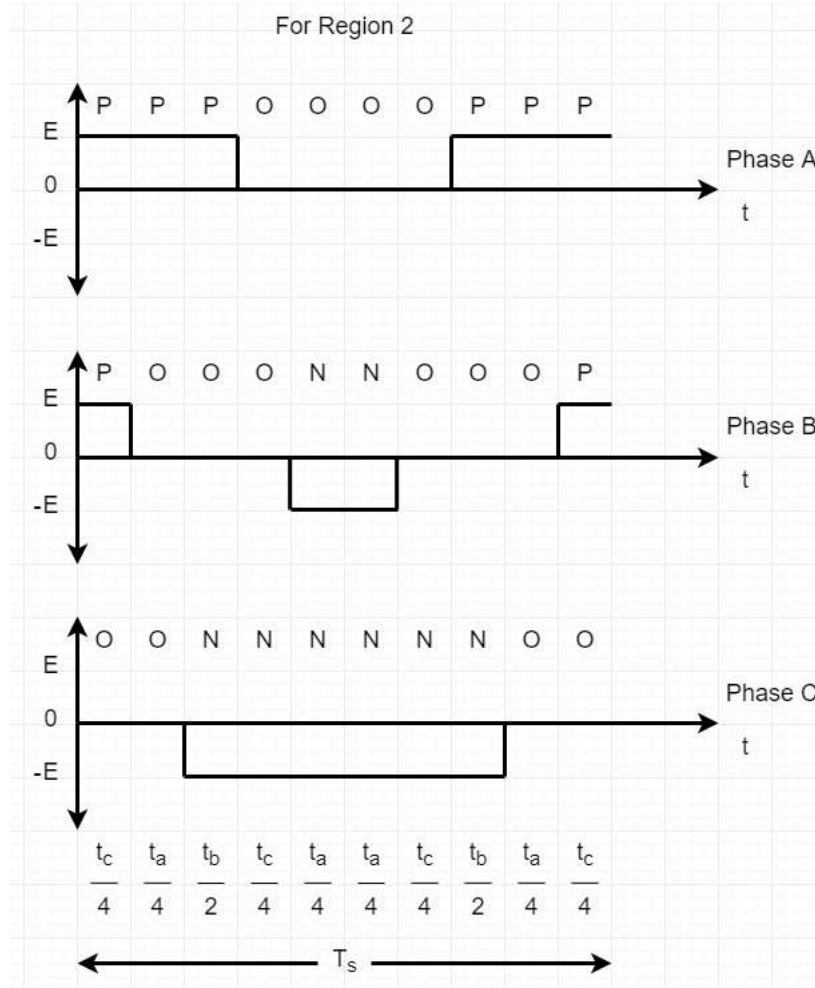 For Region 2
P P P O O O O P P P
E
Phase A
0
t
-E
P O O O N N O O O P
E
Phase B
0
t
-E
O O N N N N N N O O
E
Phase C
0
t
-E
tc ta tb tc ta ta tc tb ta tc
4 4 2 4 4 4 4 2 4 4
Ts